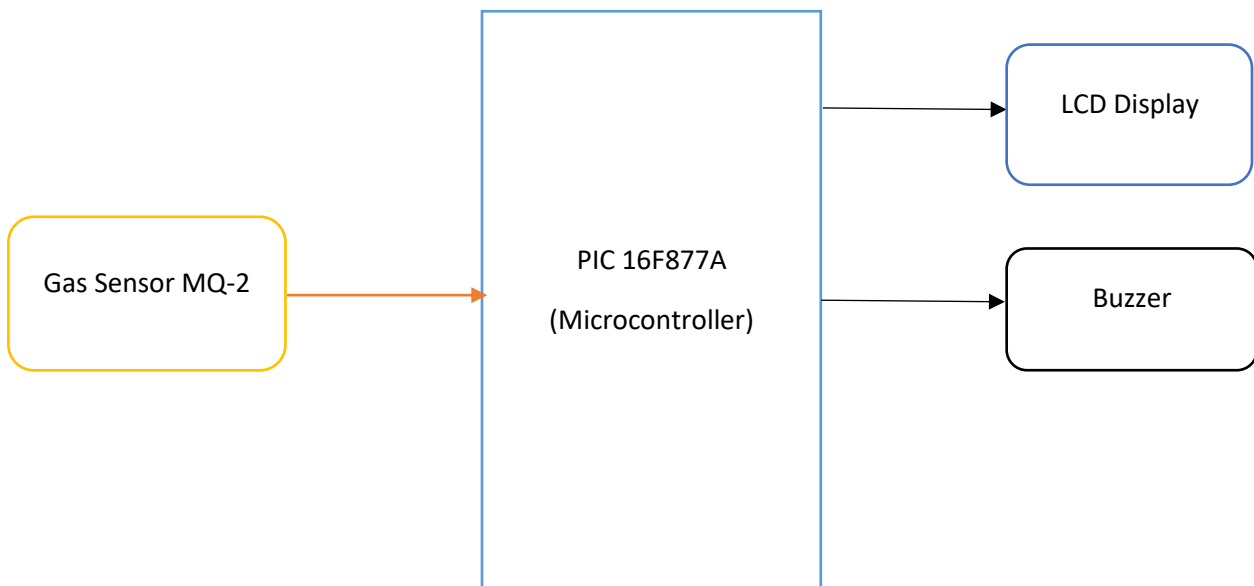 Gas Sensor MQ-2
PIC 16F877A
(Microcontroller)
LCD Display
Buzzer